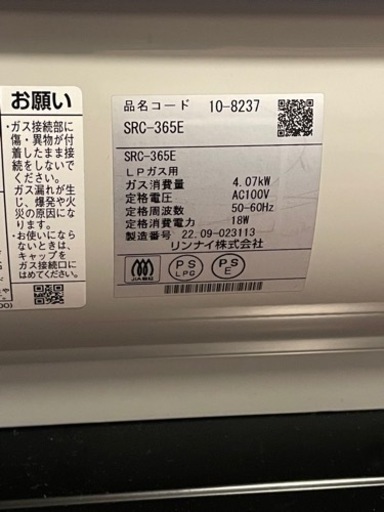 お願い
・ガス接続部に
傷・異物が付
着したまま接
続をしないで
ください。
ガス漏れが生
じ、爆発や火
災の原因に
なります。
・お使いになら
ないときは、
キャップを
ガス接続口に
はめてください。
品名コード 10-8237
SRC-365E
SRC-365E
LPガス用
ガス消費量 4.07kW
定格電圧 AC100V
定格周波数 50-60Hz
定格消費電力 18W
製造番号 22.09-023113
リンナイ株式会社
JIA
PS
LPG
PS
E